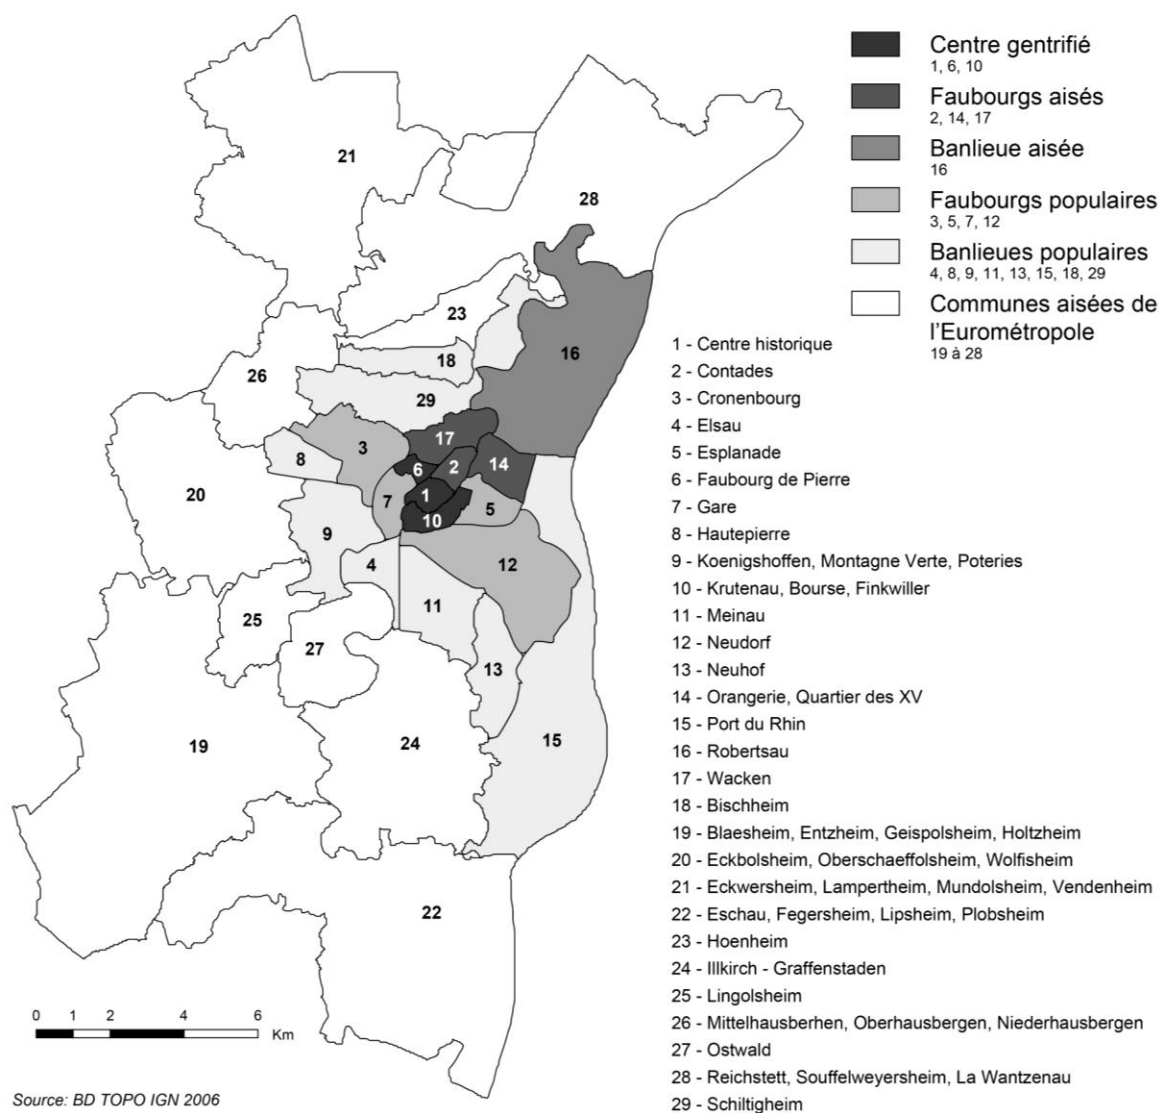 Centre gentrifié
1, 6, 10
Faubourgs aisés
2, 14, 17
Banlieue aisée
16
Faubourgs populaires
3, 5, 7, 12
Banlieues populaires
4, 8, 9, 11, 13, 15, 18, 29
Communes aisées de
l'Eurométropole
19 à 28
21
28
23
16
18
26
29
17
3
2
14
8
6
20
1
7
5
10
9
12
4
11
25
27
13
19
24
15
22
1 - Centre historique
2 - Contades
3 - Cronenbourg
4 - Elsau
5 - Esplanade
6 - Faubourg de Pierre
7 - Gare
8 - Hautepierre
9 - Koenigshoffen, Montagne Verte, Poteries
10 - Krutenau, Bourse, Finkwiller
11 - Meinau
12 - Neudorf
13 - Neuhof
14 - Orangerie, Quartier des XV
15 - Port du Rhin
16 - Robertsau
17 - Wacken
18 - Bischheim
19 - Blaesheim, Entzheim, Geispolsheim, Holtzheim
20 - Eckbolsheim, Oberschaeffolsheim, Wolfisheim
21 - Eckwersheim, Lampertheim, Mundolsheim, Vendenheim
22 - Eschau, Fegersheim, Lipsheim, Plobsheim
23 - Hoenheim
24 - Illkirch - Graffenstaden
25 - Lingolsheim
26 - Mittelhausberhen, Oberhausbergen, Niederhausbergen
27 - Ostwald
28 - Reichstett, Souffelweyersheim, La Wantzenau
29 - Schiltigheim
0 1 2 4 6
Km
Source: BD TOPO IGN 2006